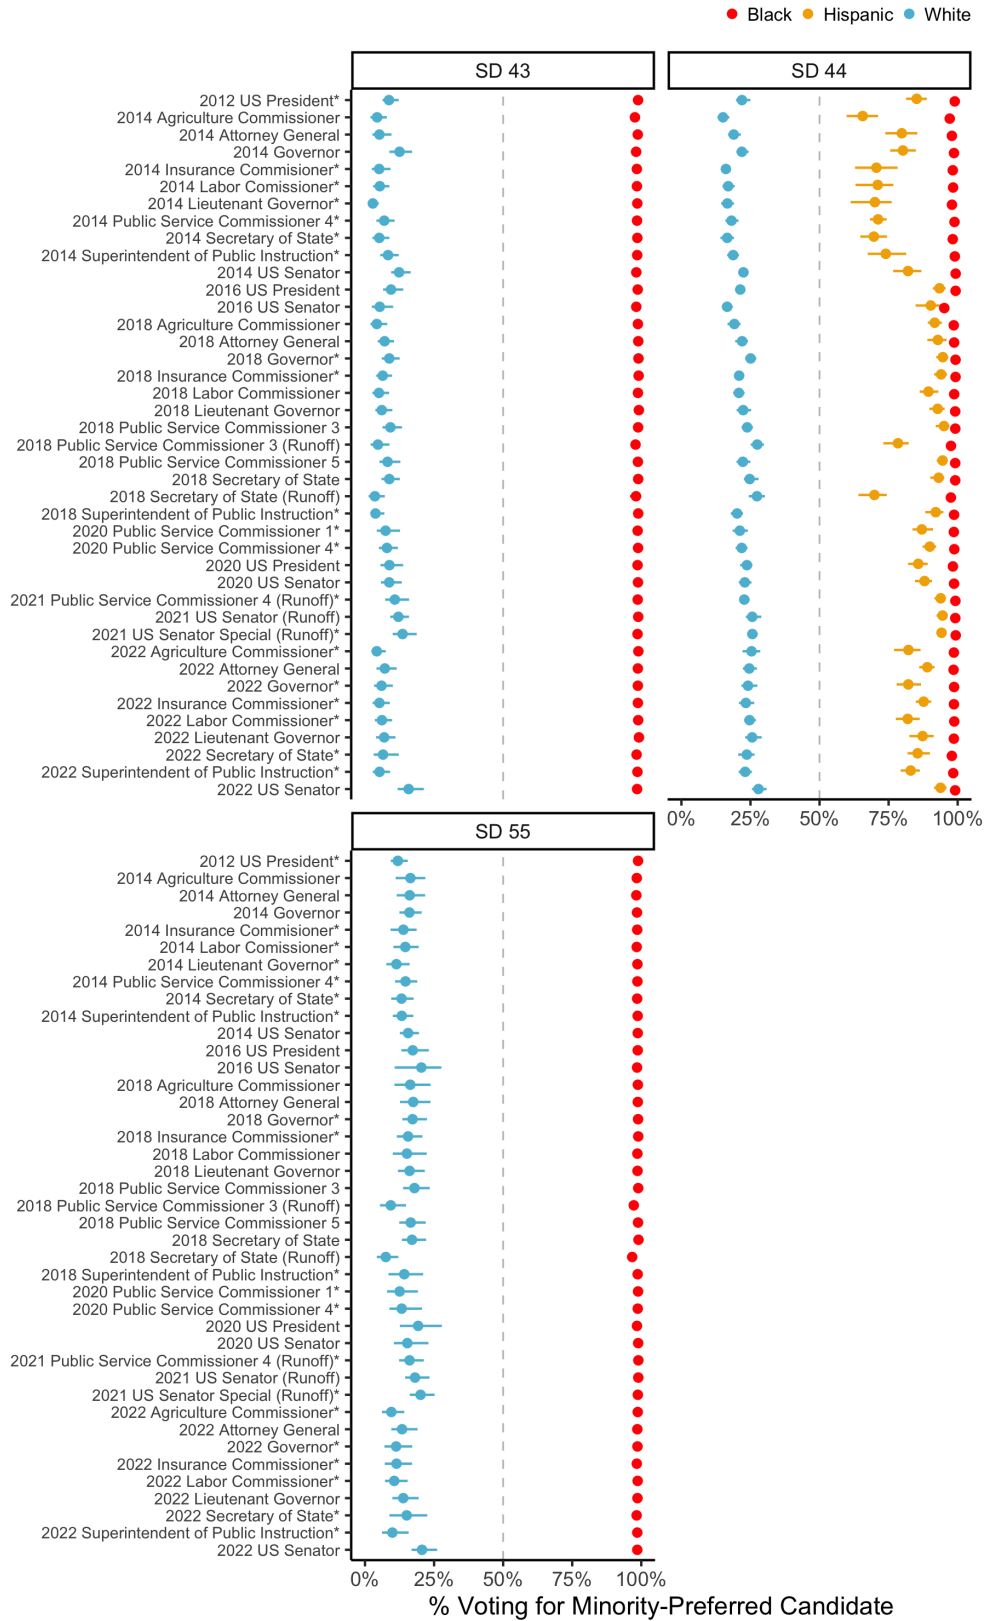 Black Hispanic White
SD 43 SD 44
2012 US President*
2014 Agriculture Commissioner
2014 Attorney General
2014 Governor
2014 Insurance Commisioner*
2014 Labor Comissioner*
2014 Lieutenant Governor*
2014 Public Service Commissioner 4*
2014 Secretary of State*
2014 Superintendent of Public Instruction*
2014 US Senator
2016 US President
2016 US Senator
2018 Agriculture Commissioner
2018 Attorney General
2018 Governor*
2018 Insurance Commissioner*
2018 Labor Commissioner
2018 Lieutenant Governor
2018 Public Service Commissioner 3
2018 Public Service Commissioner 3 (Runoff)
2018 Public Service Commissioner 5
2018 Secretary of State
2018 Secretary of State (Runoff)
2018 Superintendent of Public Instruction*
2020 Public Service Commissioner 1*
2020 Public Service Commissioner 4*
2020 US President
2020 US Senator
2021 Public Service Commissioner 4 (Runoff)*
2021 US Senator (Runoff)
2021 US Senator Special (Runoff)*
2022 Agriculture Commissioner*
2022 Attorney General
2022 Governor*
2022 Insurance Commissioner*
2022 Labor Commissioner*
2022 Lieutenant Governor
2022 Secretary of State*
2022 Superintendent of Public Instruction*
2022 US Senator
0% 25% 50% 75% 100%
SD 55
2012 US President*
2014 Agriculture Commissioner
2014 Attorney General
2014 Governor
2014 Insurance Commisioner*
2014 Labor Comissioner*
2014 Lieutenant Governor*
2014 Public Service Commissioner 4*
2014 Secretary of State*
2014 Superintendent of Public Instruction*
2014 US Senator
2016 US President
2016 US Senator
2018 Agriculture Commissioner
2018 Attorney General
2018 Governor*
2018 Insurance Commissioner*
2018 Labor Commissioner
2018 Lieutenant Governor
2018 Public Service Commissioner 3
2018 Public Service Commissioner 3 (Runoff)
2018 Public Service Commissioner 5
2018 Secretary of State
2018 Secretary of State (Runoff)
2018 Superintendent of Public Instruction*
2020 Public Service Commissioner 1*
2020 Public Service Commissioner 4*
2020 US President
2020 US Senator
2021 Public Service Commissioner 4 (Runoff)*
2021 US Senator (Runoff)
2021 US Senator Special (Runoff)*
2022 Agriculture Commissioner*
2022 Attorney General
2022 Governor*
2022 Insurance Commissioner*
2022 Labor Commissioner*
2022 Lieutenant Governor
2022 Secretary of State*
2022 Superintendent of Public Instruction*
2022 US Senator
0% 25% 50% 75% 100%
% Voting for Minority-Preferred Candidate